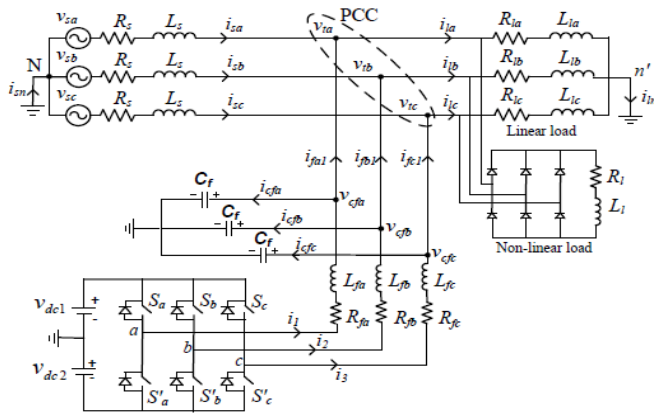 PCC
v_sa R_s L_s i_sa v_ta i_la R_la L_la
N v_sb R_s L_s i_sb v_tb i_lb R_lb L_lb n'
i_sn v_sc R_s L_s i_sc v_tc i_lc R_lc L_lc i_ln
Linear load
i_fa1 i_fb1 i_fc1
C_f - + i_cfa v_cfa
C_f - + i_cfb v_cfb
C_f - + i_cfc v_cfc
R_l
L_l
Non-linear load
L_fa L_fb L_fc
R_fa R_fb R_fc
v_dc1 + - S_a S_b S_c
a i_1
b i_2
c i_3
v_dc2 + - S'_a S'_b S'_c